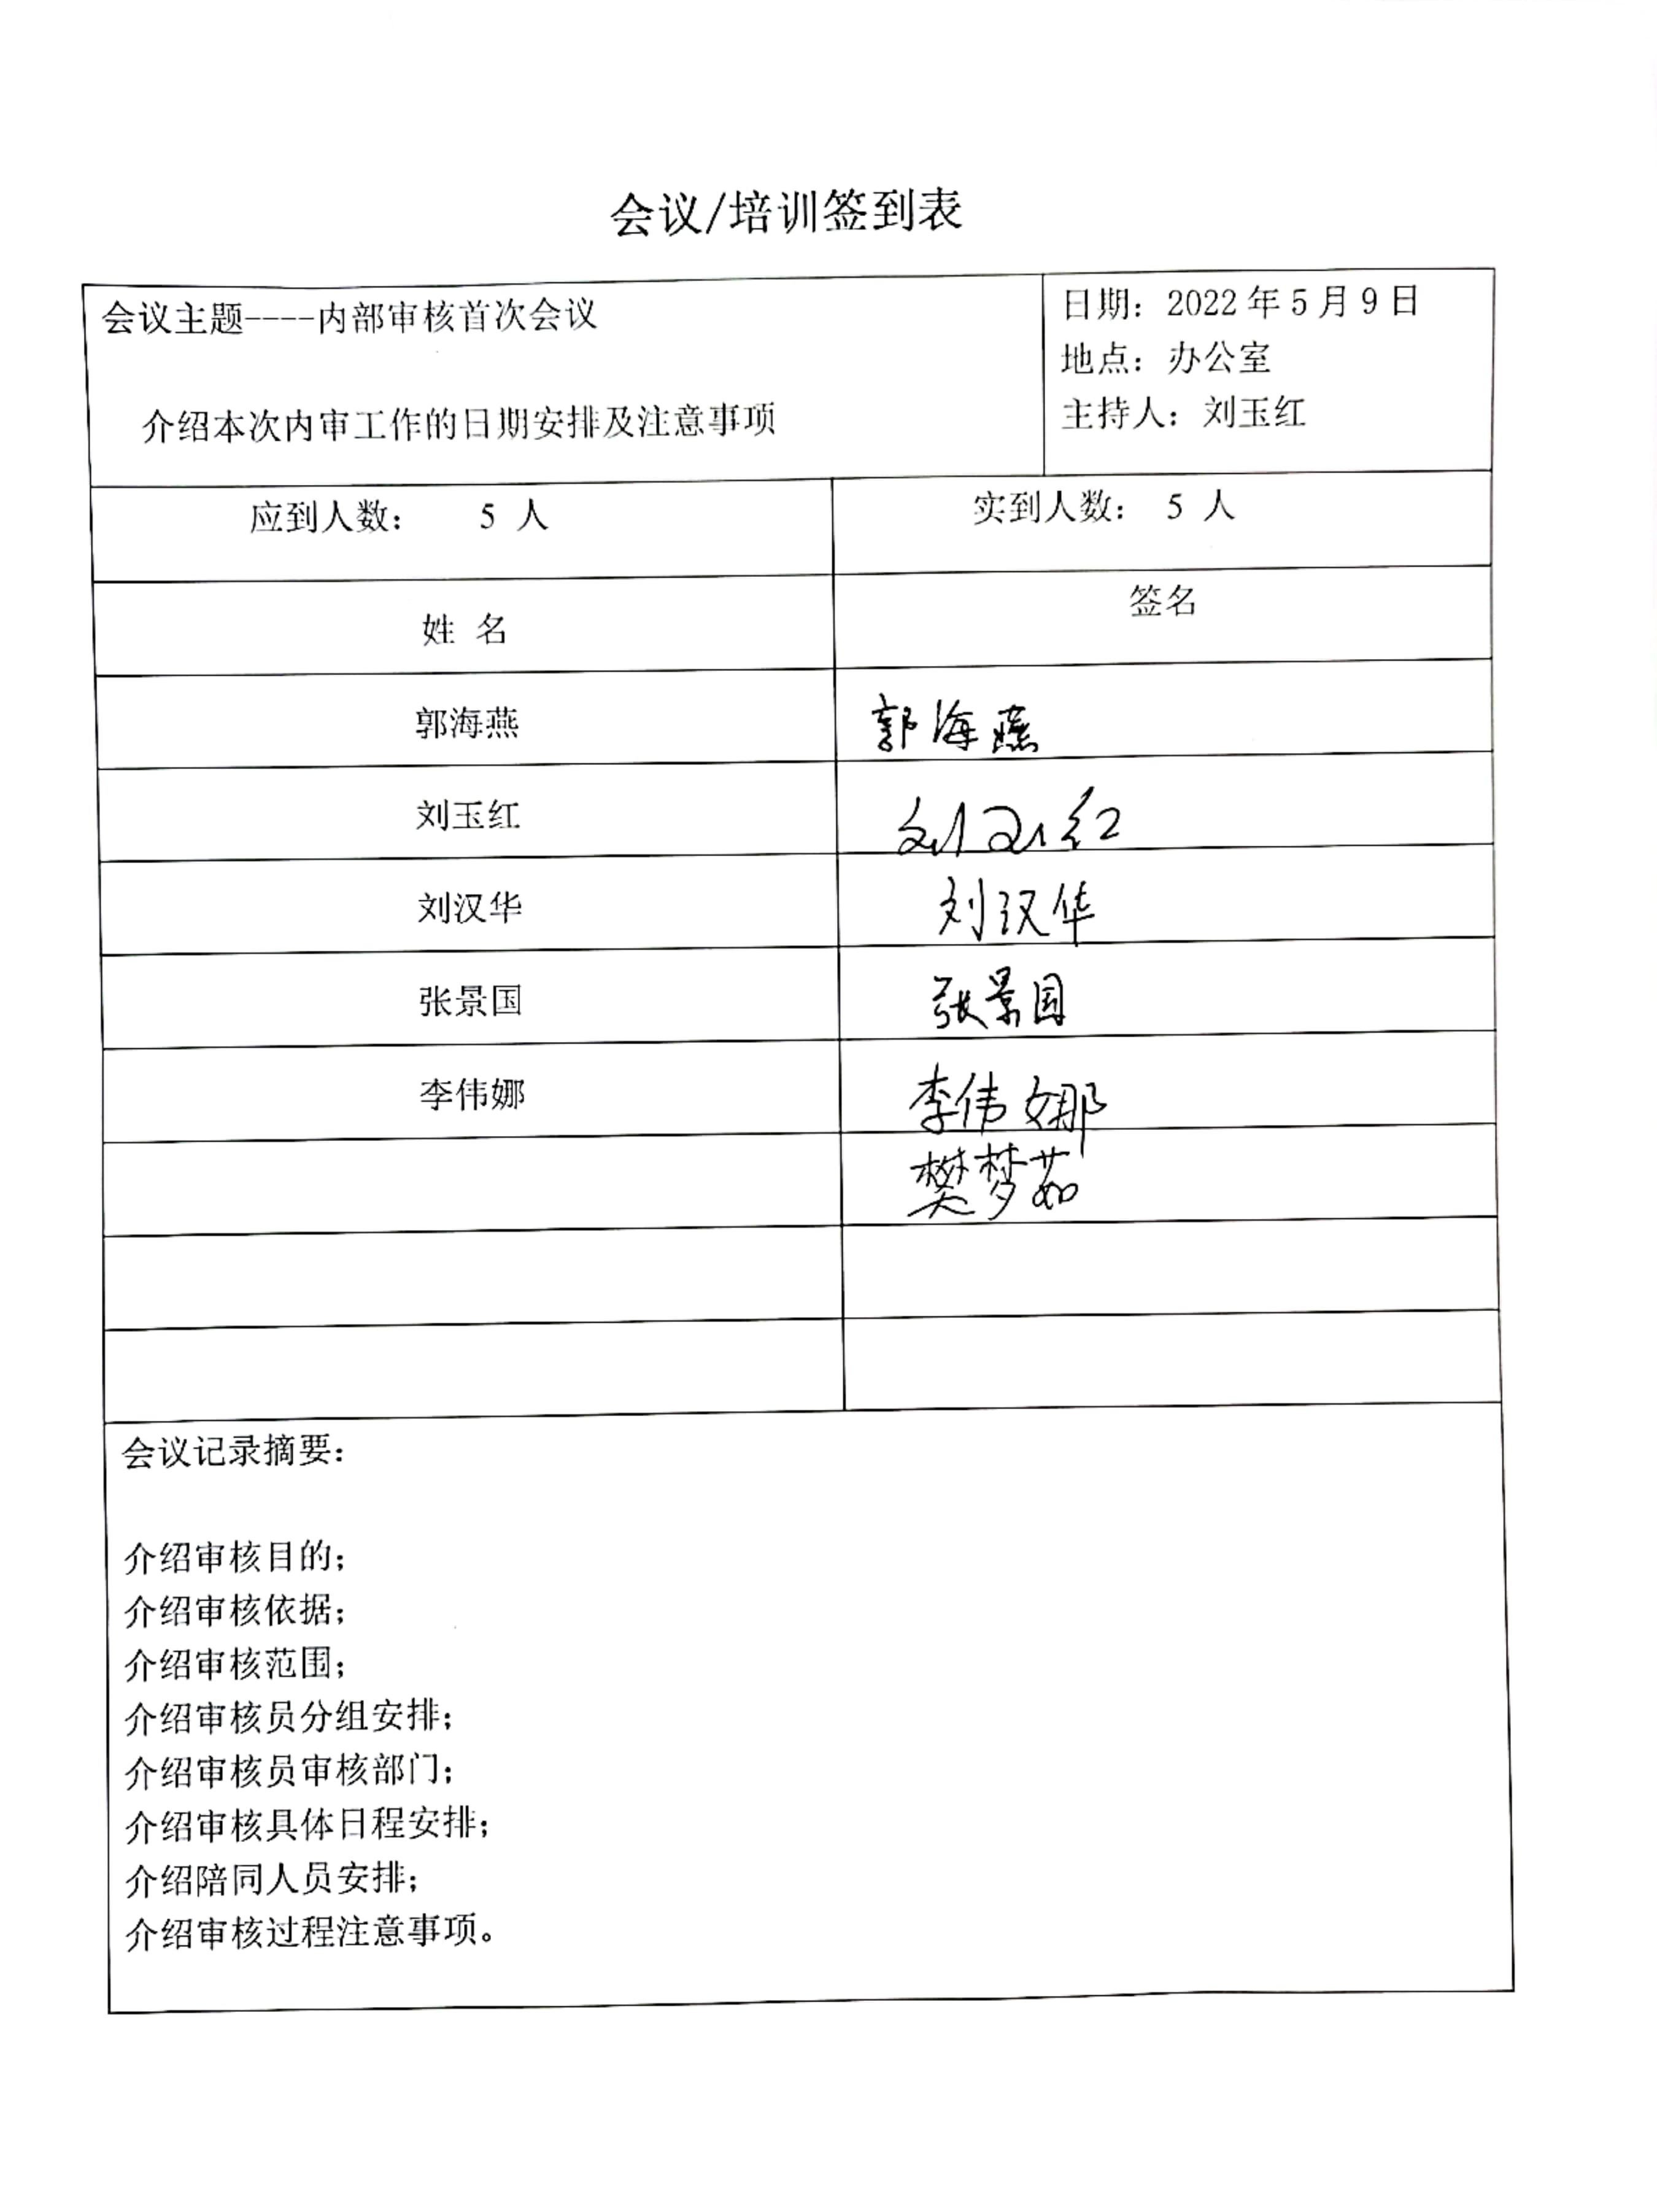 会议/培训签到表
会议主题----内部审核首次会议
介绍本次内审工作的日期安排及注意事项
日期：2022年5月9日
地点：办公室
主持人：刘玉红
应到人数： 5 人
实到人数： 5 人
姓 名
签名
郭海燕
郭海燕
刘玉红
刘玉红
刘汉华
刘汉华
张景国
张景国
李伟娜
李伟娜
樊梦茹
会议记录摘要：
介绍审核目的；
介绍审核依据；
介绍审核范围；
介绍审核员分组安排；
介绍审核员审核部门；
介绍审核具体日程安排；
介绍陪同人员安排；
介绍审核过程注意事项。